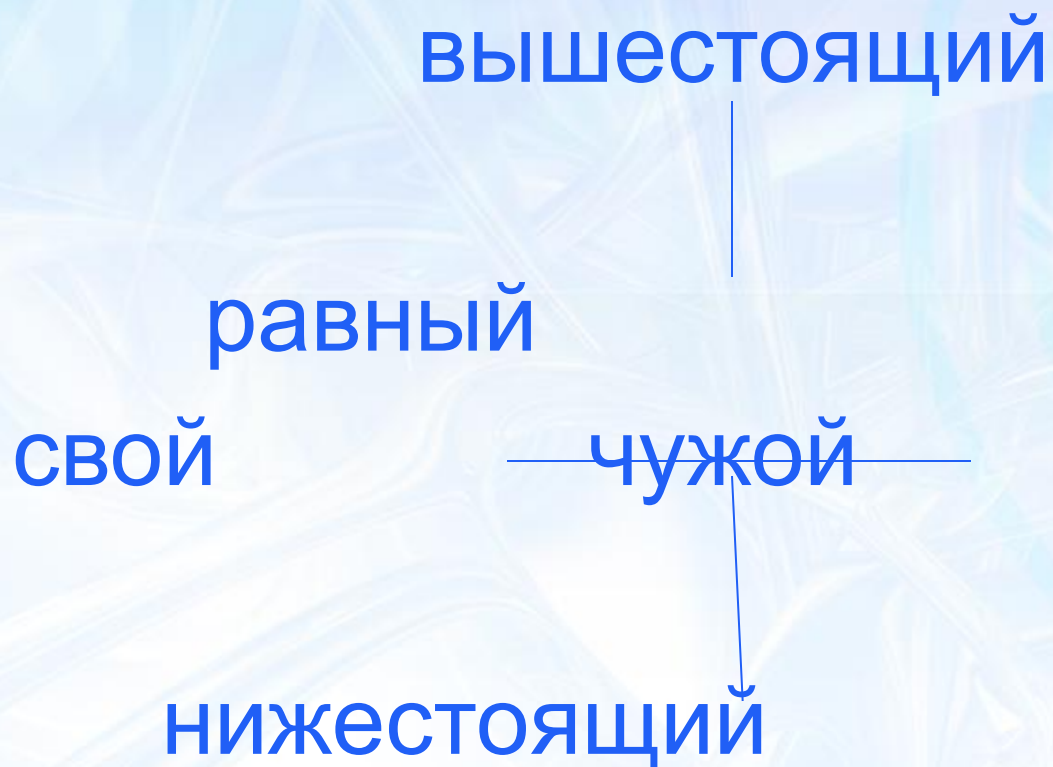 вышестоящий
равный
свой чужой
нижестоящий